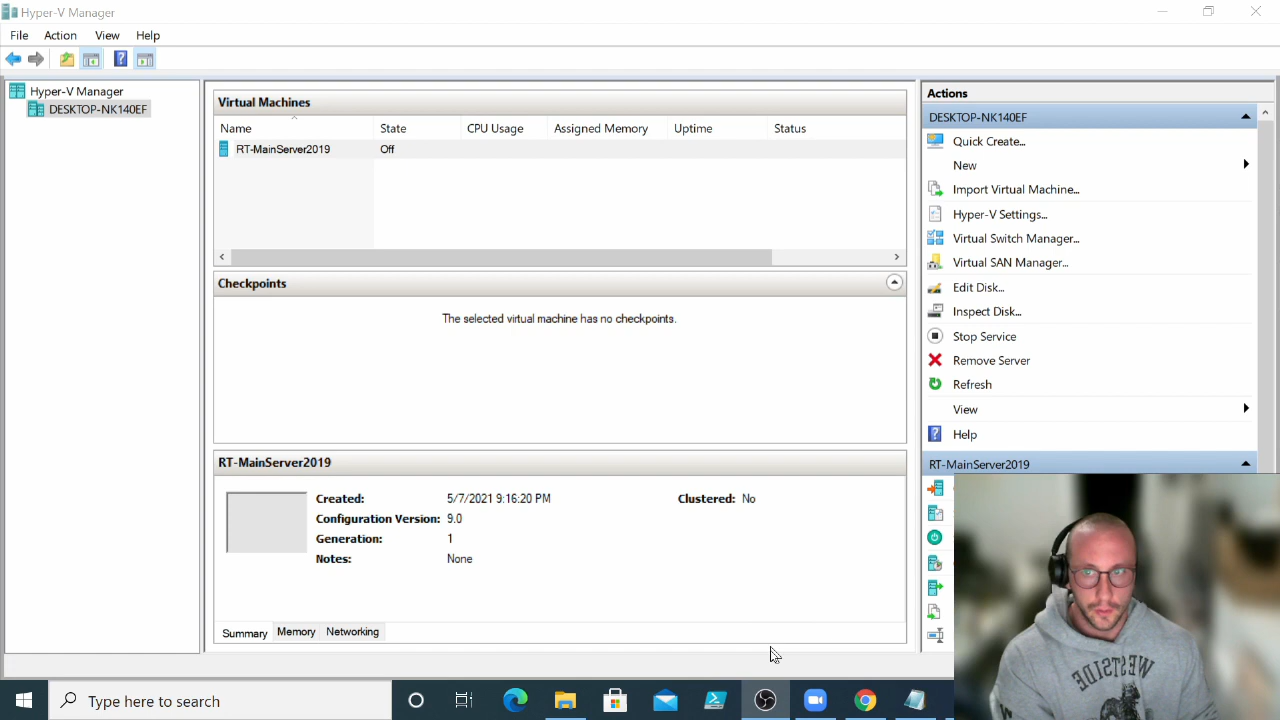 Hyper-V Manager
File Action View Help
Hyper-V Manager
DESKTOP-NK140EF
Virtual Machines
Name State CPU Usage Assigned Memory Uptime Status
RT-MainServer2019 Off
Checkpoints
The selected virtual machine has no checkpoints.
RT-MainServer2019
Created: 5/7/2021 9:16:20 PM Clustered: No
Configuration Version: 9.0
Generation: 1
Notes: None
Summary Memory Networking
Actions
DESKTOP-NK140EF
Quick Create...
New
Import Virtual Machine...
Hyper-V Settings...
Virtual Switch Manager...
Virtual SAN Manager...
Edit Disk...
Inspect Disk...
Stop Service
Remove Server
Refresh
View
Help
RT-MainServer2019
WESTSIDE
Type here to search